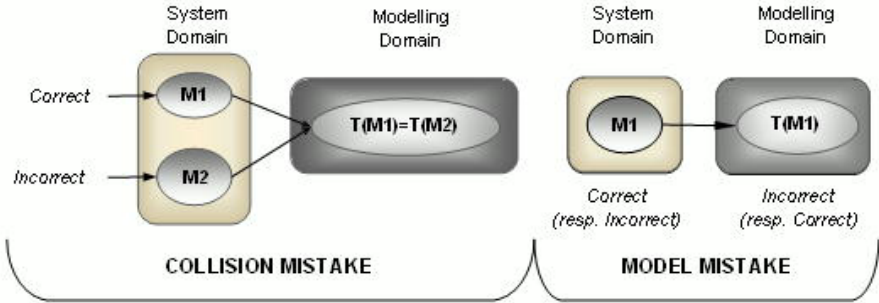 System
Domain
Modelling
Domain
Correct
M1
T(M1)=T(M2)
Incorrect
M2
COLLISION MISTAKE
System
Domain
Modelling
Domain
M1
T(M1)
Correct
(resp. Incorrect)
Incorrect
(resp. Correct)
MODEL MISTAKE